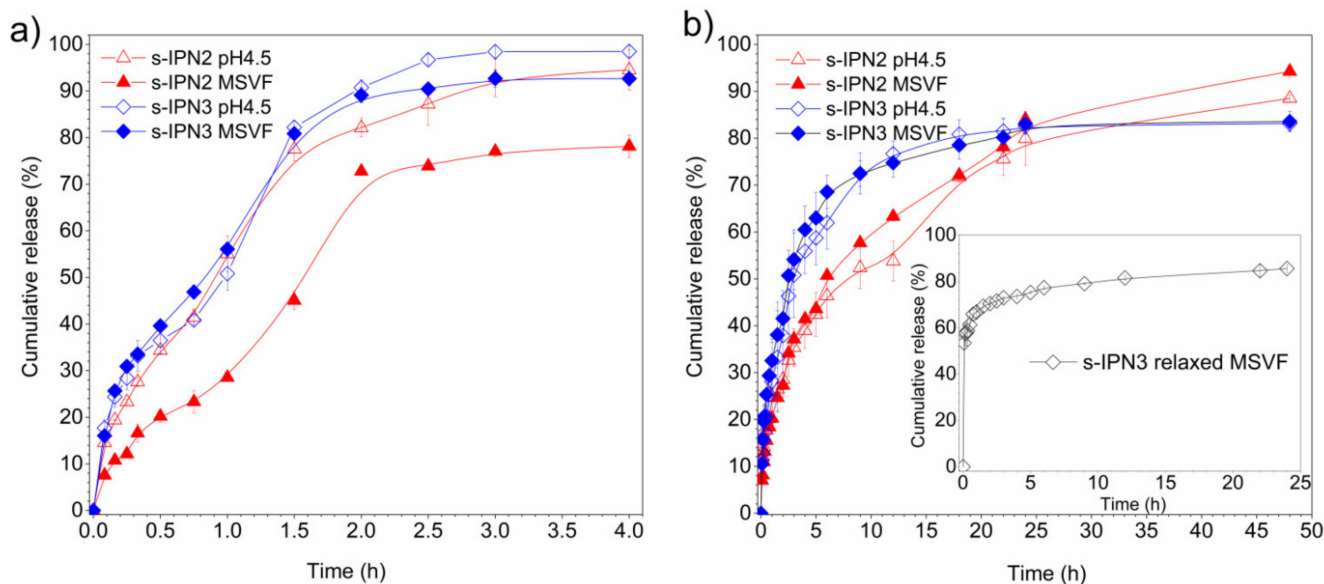 a)
s-IPN2 pH4.5
s-IPN2 MSVF
s-IPN3 pH4.5
s-IPN3 MSVF
Cumulative release (%)
100
90
80
70
60
50
40
30
20
10
0
0.0 0.5 1.0 1.5 2.0 2.5 3.0 3.5 4.0
Time (h)
b)
s-IPN2 pH4.5
s-IPN2 MSVF
s-IPN3 pH4.5
s-IPN3 MSVF
Cumulative release (%)
100
90
80
70
60
50
40
30
20
10
0
0 5 10 15 20 25 30 35 40 45 50
Time (h)
Cumulative release (%)
100
80
60
40
20
0
s-IPN3 relaxed MSVF
0 5 10 15 20 25
Time (h)